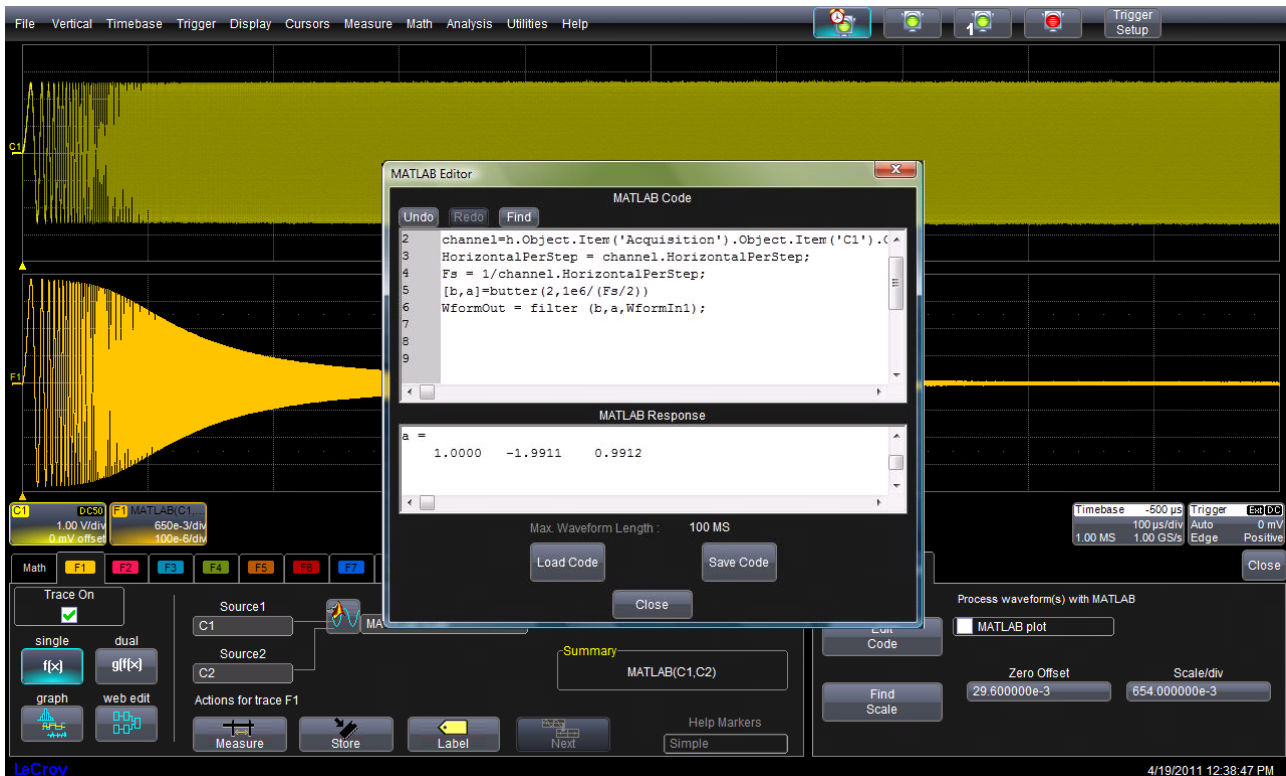 File Vertical Timebase Trigger Display Cursors Measure Math Analysis Utilities Help
1
Trigger
Setup
C1
MATLAB Editor
x
MATLAB Code
Undo Redo Find
2 channel=h.Object.Item('Acquisition').Object.Item('C1').
3 HorizontalPerStep = channel.HorizontalPerStep;
4 Fs = 1/channel.HorizontalPerStep;
5 [b,a]=butter(2,1e6/(Fs/2))
6 WformOut = filter (b,a,WformIn1);
7
8
9
F1
MATLAB Response
a =
1.0000 -1.9911 0.9912
Max. Waveform Length : 100 MS
Load Code Save Code
Close
C1 DC50
1.00 V/div
0.0 mV offset
F1 MATLAB(C1,...
650e-3/div
100e-6/div
Timebase -500 µs
100 µs/div
1.00 MS 1.00 GS/s
Trigger Ext DC
Auto 0 mV
Edge Positive
Math F1 F2 F3 F4 F5 F6 F7
Close
Trace On
single dual
f(x) g(f(x)
graph web edit
Source1
C1
Source2
C2
Summary
MATLAB(C1,C2)
Actions for trace F1
Measure Store Label Next
Help Markers
Simple
Process waveform(s) with MATLAB
Edit
Code
MATLAB plot
Find
Scale
Zero Offset
29.600000e-3
Scale/div
654.000000e-3
LeCroy
4/19/2011 12:38:47 PM